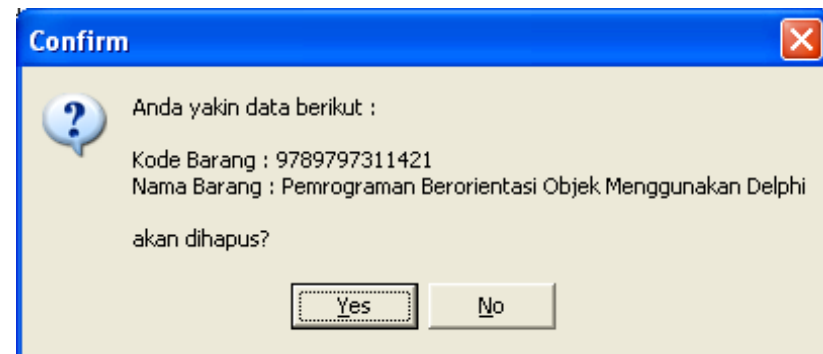 Confirm
Anda yakin data berikut :
Kode Barang : 9789797311421
Nama Barang : Pemrograman Berorientasi Objek Menggunakan Delphi
akan dihapus?
Yes No